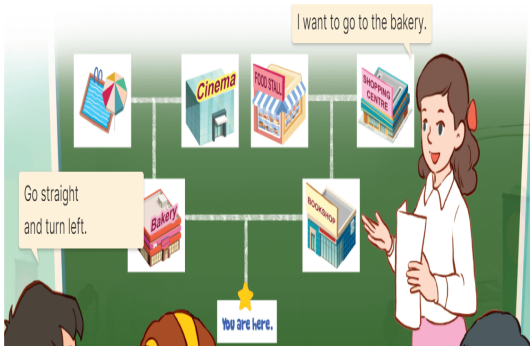 I want to go to the bakery.
Cinema
FOOD STALL
SHOPPING
CENTRE
Go straight
and turn left.
Bakery
BOOKSHOP
You are here.